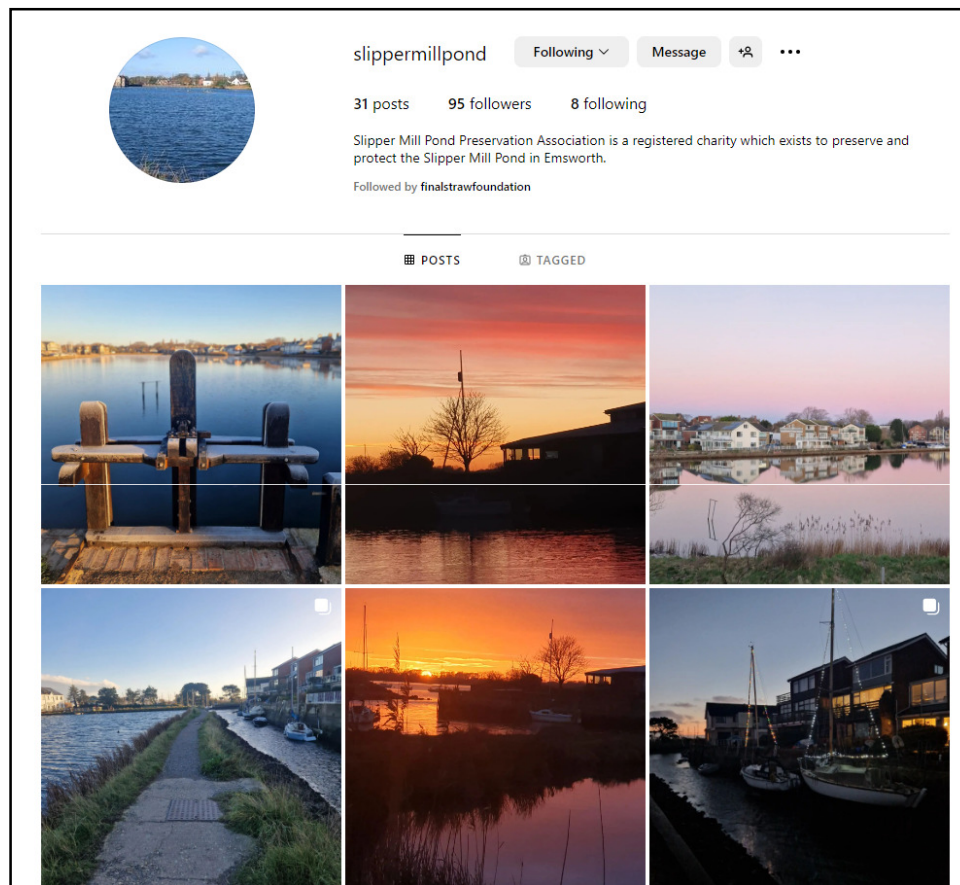 slippermillpond Following Message
31 posts 95 followers 8 following
Slipper Mill Pond Preservation Association is a registered charity which exists to preserve and
protect the Slipper Mill Pond in Emsworth.
Followed by finalstrawfoundation
POSTS TAGGED